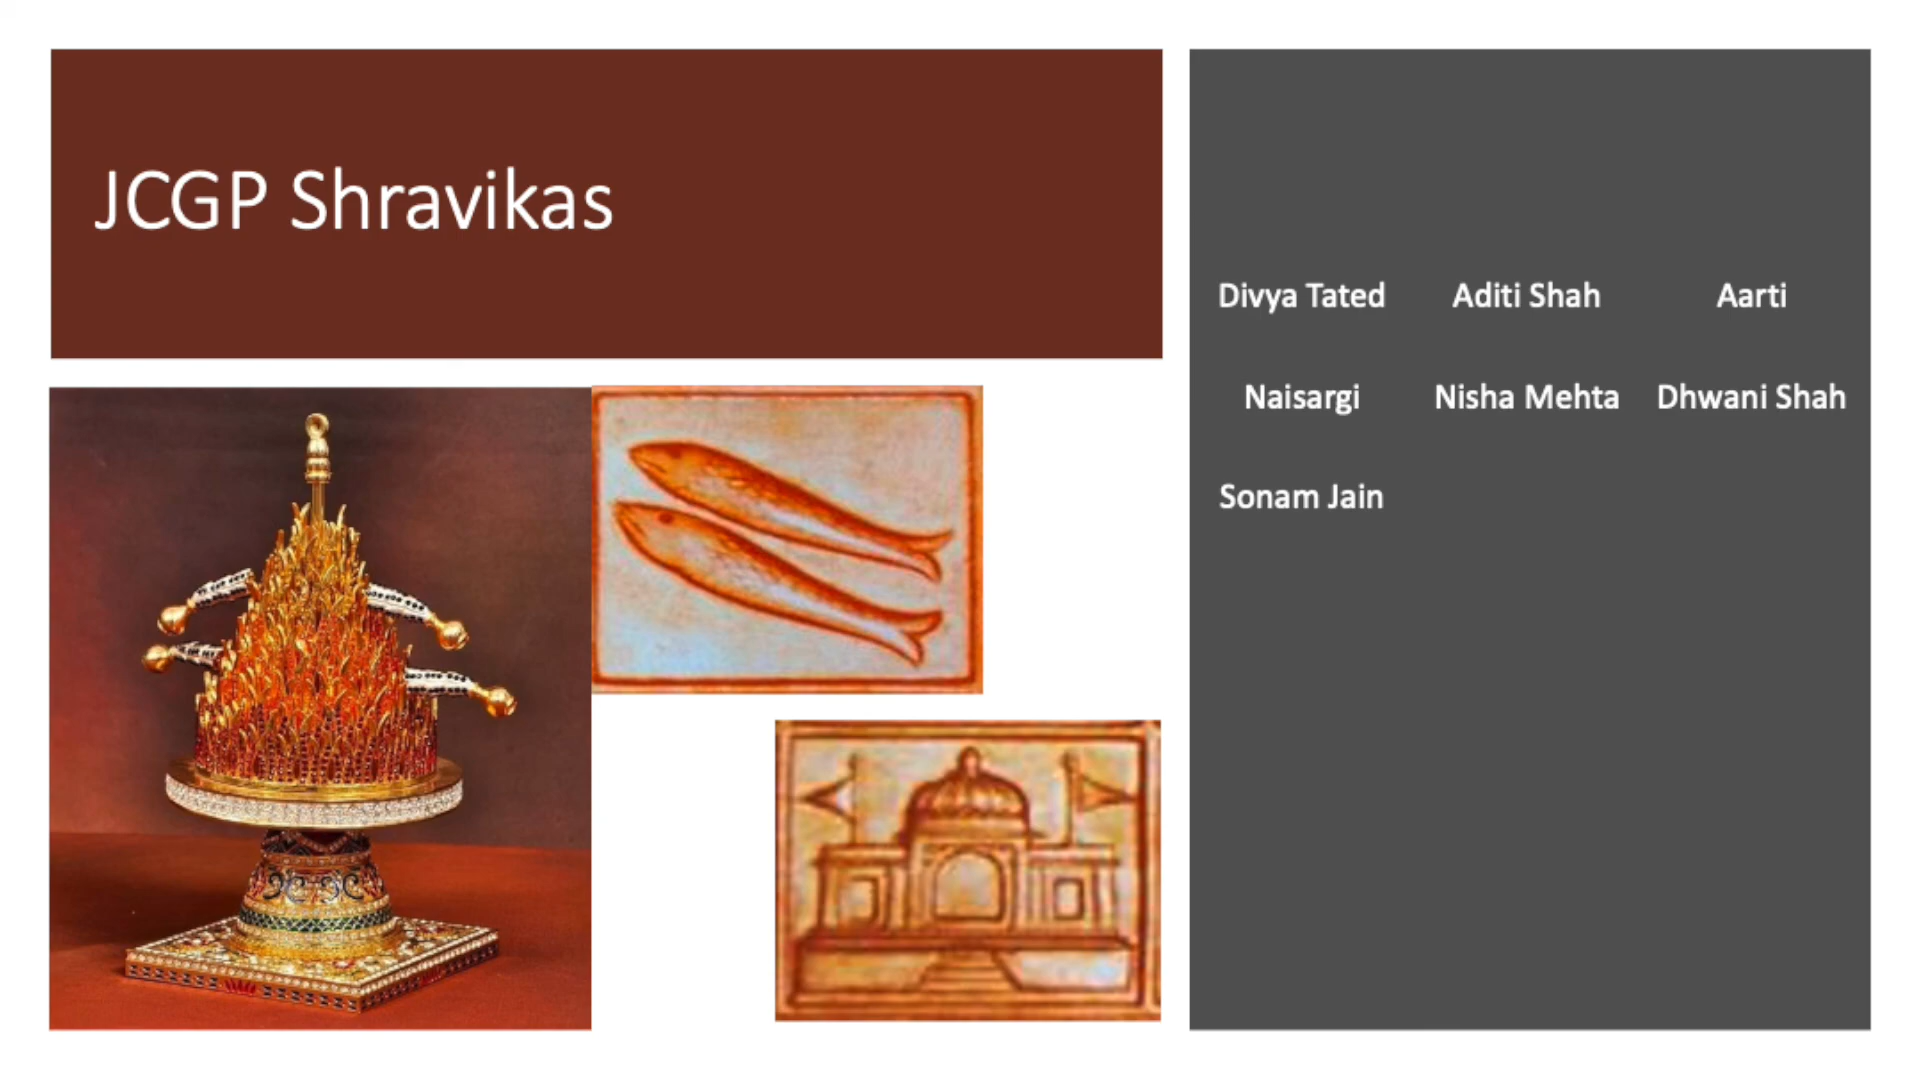 JCGP Shravikas
Divya Tated Aditi Shah Aarti
Naisargi Nisha Mehta Dhwani Shah
Sonam Jain